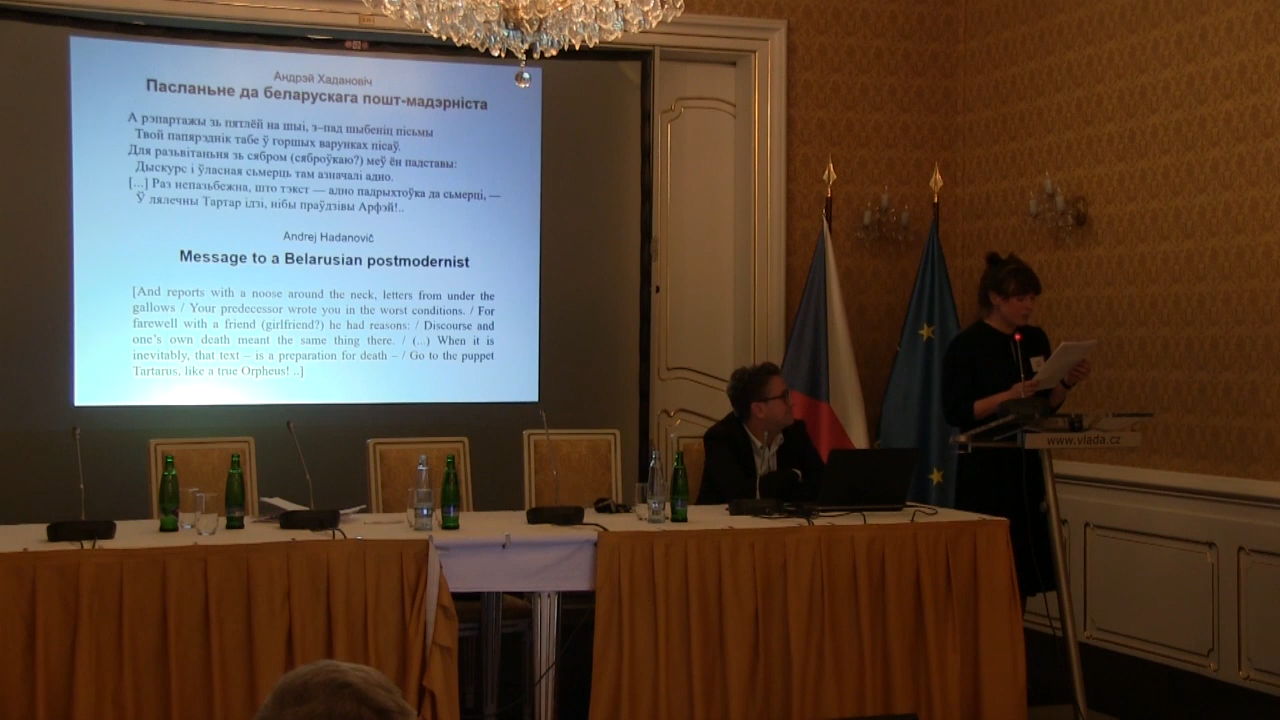 Андрэй Хадановіч
Пасланьне да беларускага пошт-мадэрніста
А рэпартажы зь пятлёй на шыі, з–пад шыбеніц пісьмы
Твой папярэднік табе ў горшых варунках пісаў.
Для разьвітаньня зь сябром (сяброўкаю?) меў ён падставы:
Дыскурс і ўласная сьмерць там азначалі адно.
[...] Раз непазьбежна, што тэкст — адно падрыхтоўка да сьмерці, —
Ў лялечны Тартар ідзі, нібы праўдзівы Арфэй!..
Andrej Hadanovič
Message to a Belarusian postmodernist
[And reports with a noose around the neck, letters from under the
gallows / Your predecessor wrote you in the worst conditions. / For
farewell with a friend (girlfriend?) he had reasons: / Discourse and
one's own death meant the same thing there. / (...) When it is
inevitably, that text – is a preparation for death – / Go to the puppet
Tartarus, like a true Orpheus! ..]
www.vlada.cz